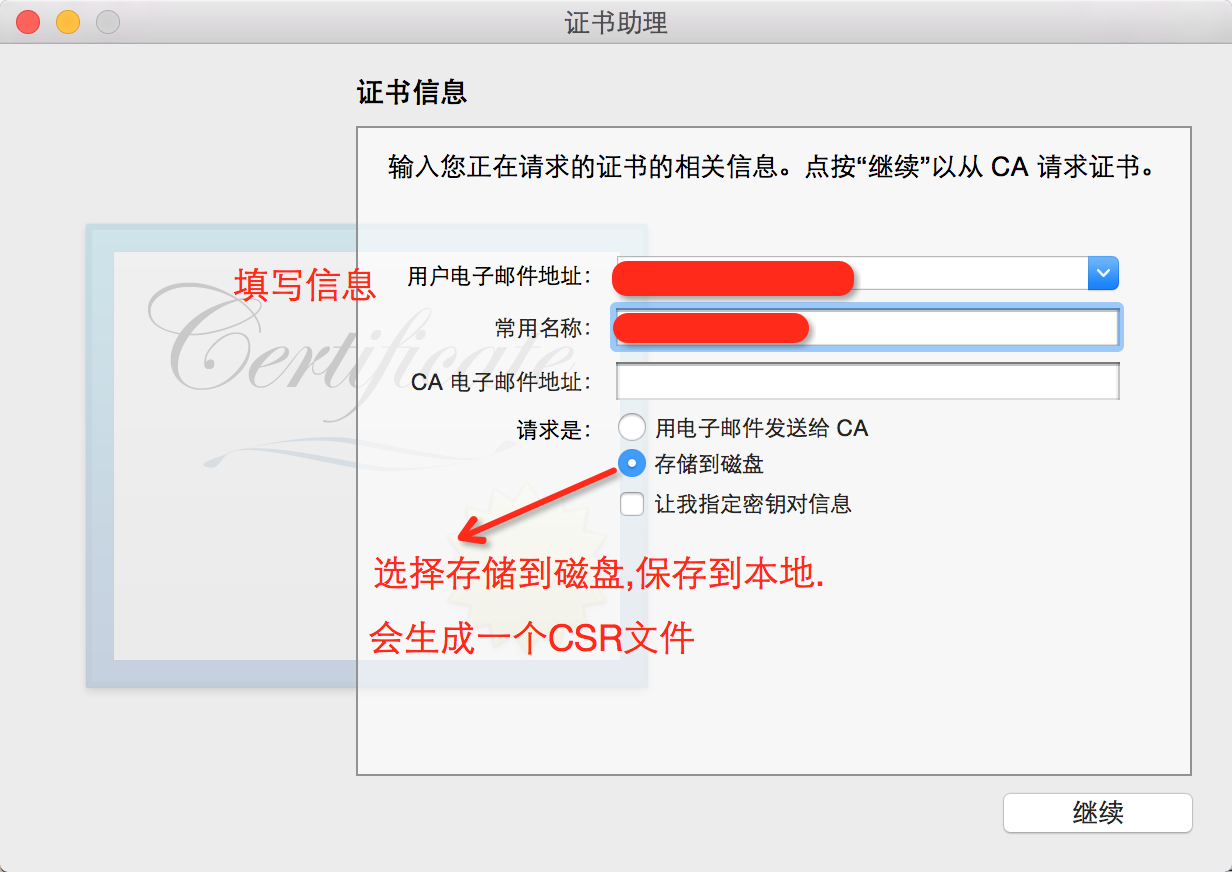 证书助理
证书信息
输入您正在请求的证书的相关信息。点按“继续”以从 CA 请求证书。
Certificate
填写信息
用户电子邮件地址：
常用名称：
CA 电子邮件地址：
请求是：
用电子邮件发送给 CA
存储到磁盘
让我指定密钥对信息
选择存储到磁盘,保存到本地.
会生成一个CSR文件
继续